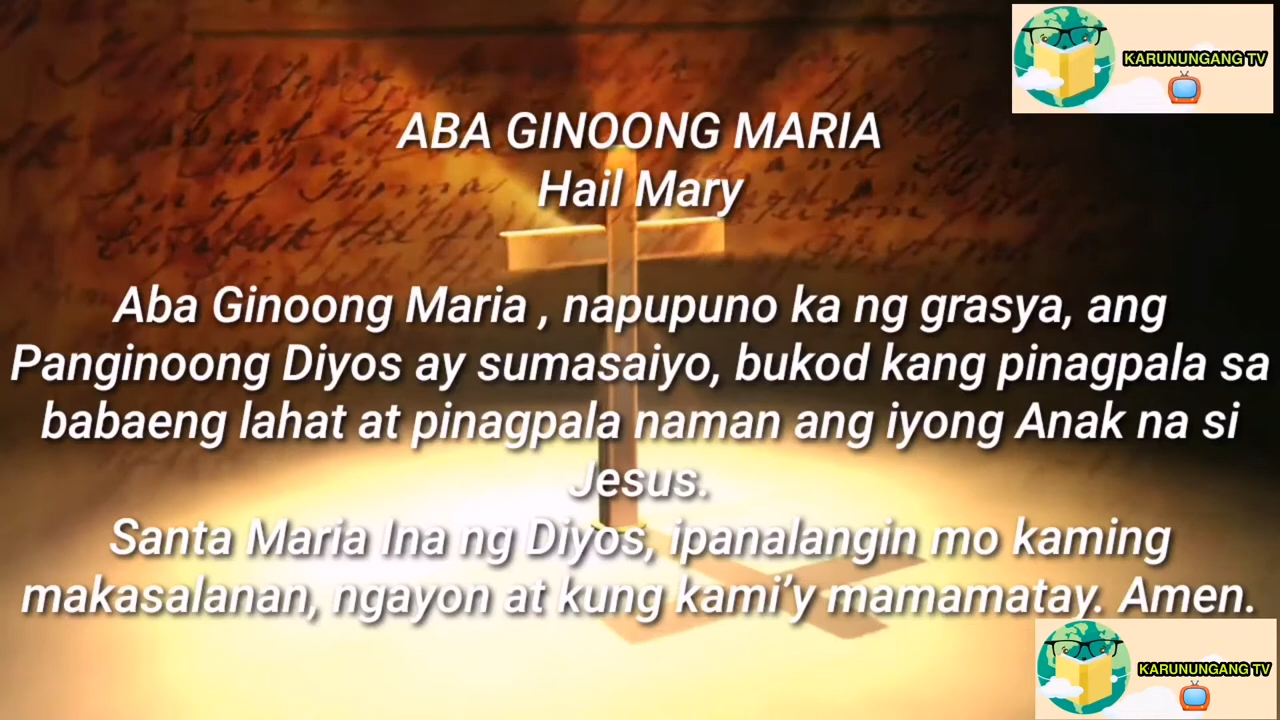 KARUNUNGANG TV
ABA GINOONG MARIA
Hail Mary
Aba Ginoong Maria , napupuno ka ng grasya, ang
Panginoong Diyos ay sumasaiyo, bukod kang pinagpala sa
babaeng lahat at pinagpala naman ang iyong Anak na si
Jesus.
Santa Maria Ina ng Diyos, ipanalangin mo kaming
makasalanan, ngayon at kung kami’y mamamatay. Amen.
KARUNUNGANG TV